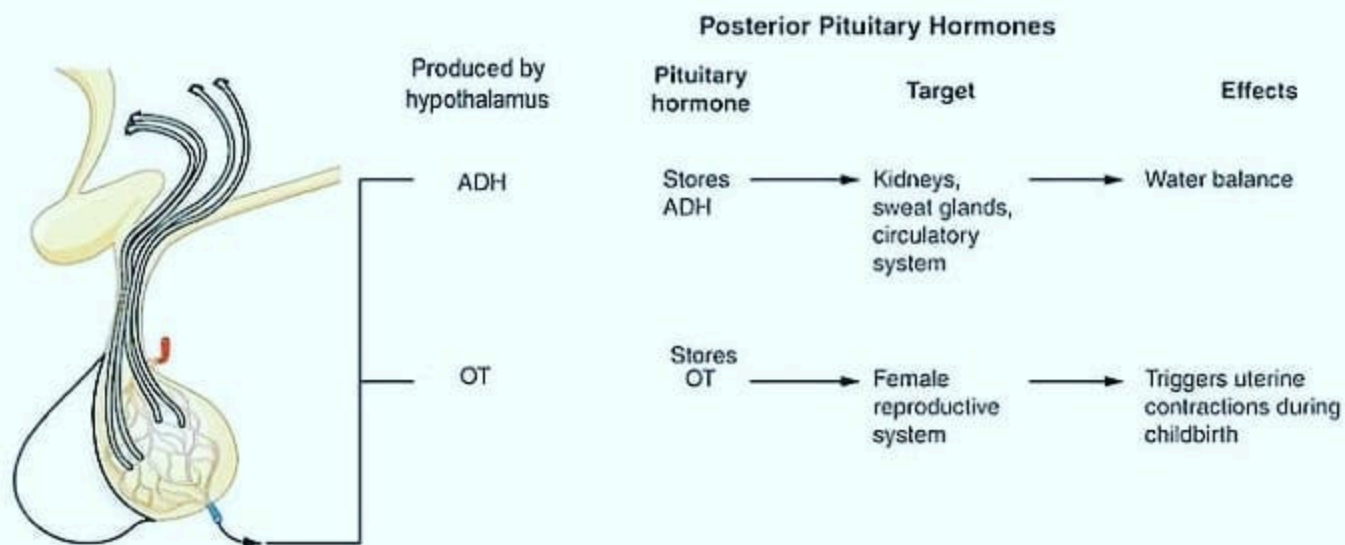 Posterior Pituitary Hormones
Produced by
hypothalamus
Pituitary
hormone
Target
Effects
ADH
Stores
ADH
Kidneys,
sweat glands,
circulatory
system
Water balance
OT
Stores
OT
Female
reproductive
system
Triggers uterine
contractions during
childbirth